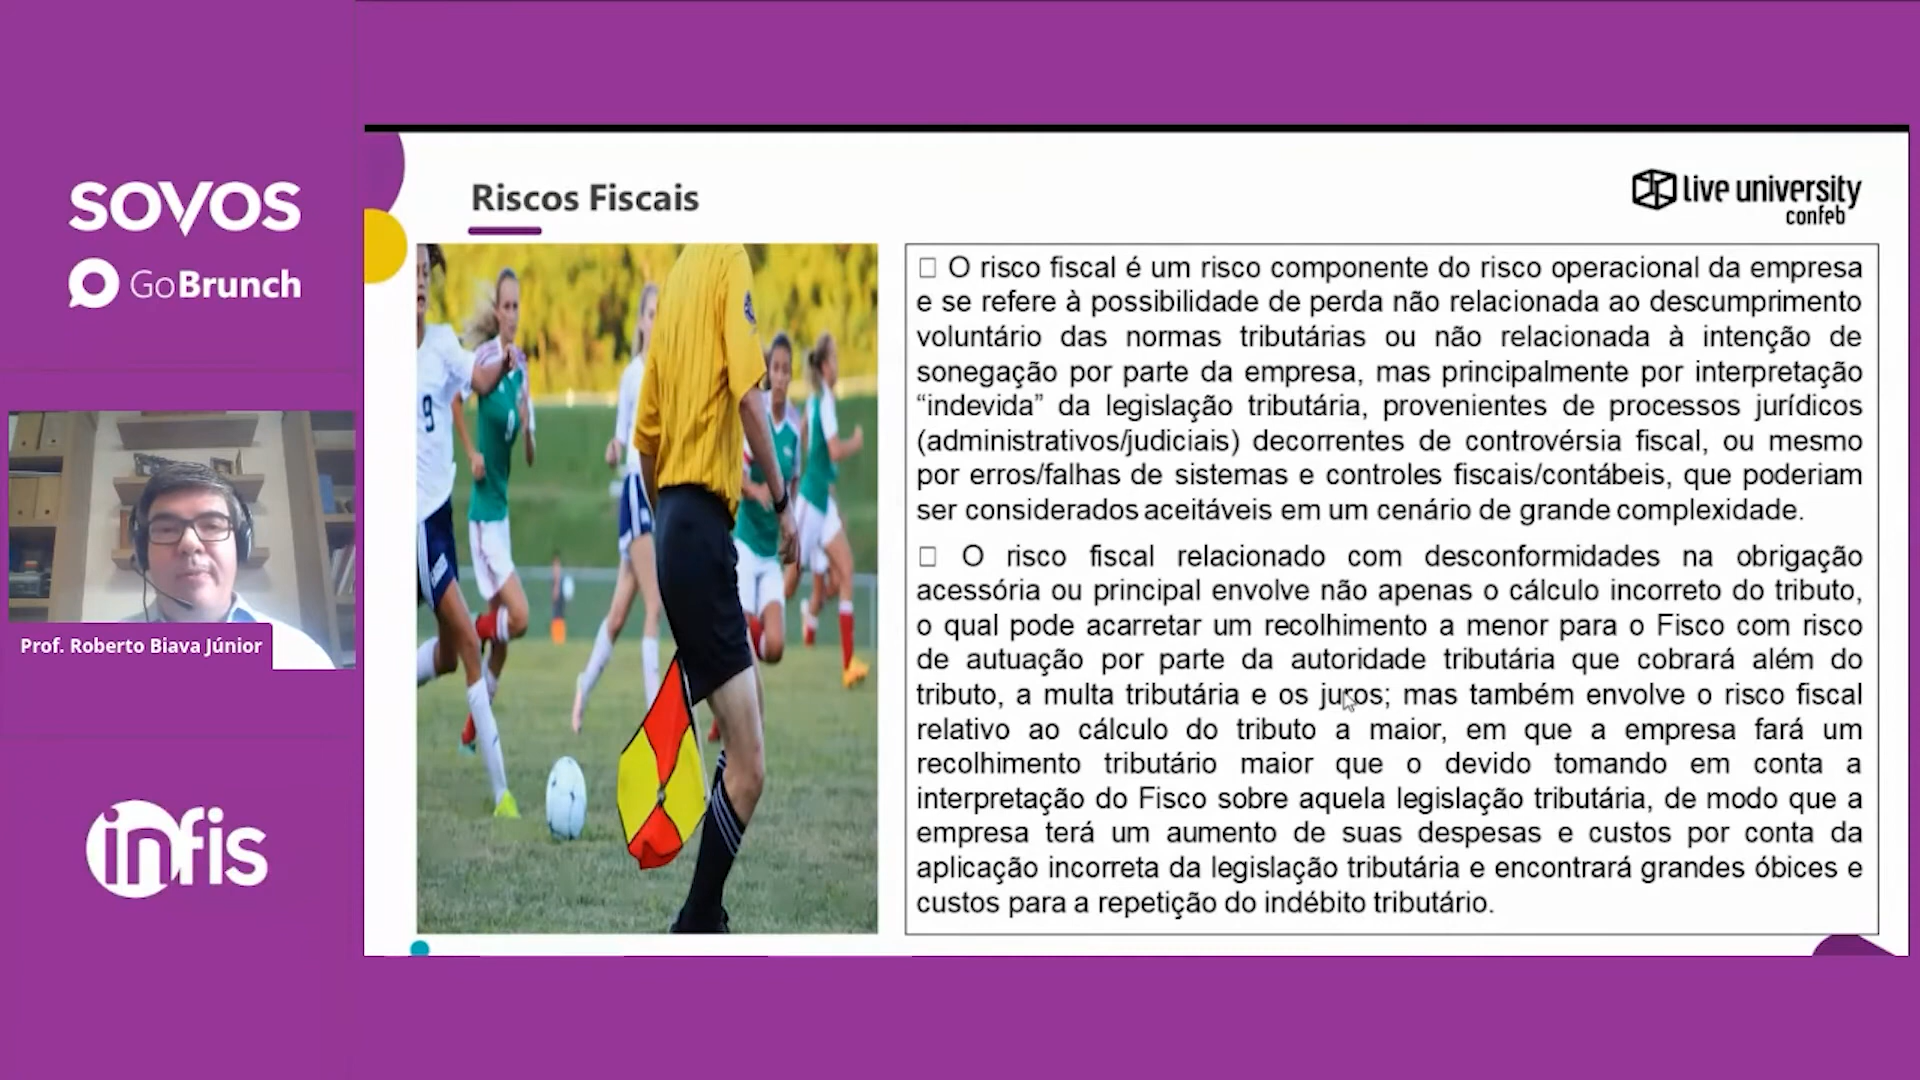 SOVOS
GoBrunch
Prof. Roberto Biava Júnior
infis
Riscos Fiscais
live university
confeb
9
O risco fiscal é um risco componente do risco operacional da empresa
e se refere à possibilidade de perda não relacionada ao descumprimento
voluntário das normas tributárias ou não relacionada à intenção de
sonegação por parte da empresa, mas principalmente por interpretação
“indevida” da legislação tributária, provenientes de processos jurídicos
(administrativos/judiciais) decorrentes de controvérsia fiscal, ou mesmo
por erros/falhas de sistemas e controles fiscais/contábeis, que poderiam
ser considerados aceitáveis em um cenário de grande complexidade.
O risco fiscal relacionado com desconformidades na obrigação
acessória ou principal envolve não apenas o cálculo incorreto do tributo,
o qual pode acarretar um recolhimento a menor para o Fisco com risco
de autuação por parte da autoridade tributária que cobrará além do
tributo, a multa tributária e os juros; mas também envolve o risco fiscal
relativo ao cálculo do tributo a maior, em que a empresa fará um
recolhimento tributário maior que o devido tomando em conta a
interpretação do Fisco sobre aquela legislação tributária, de modo que a
empresa terá um aumento de suas despesas e custos por conta da
aplicação incorreta da legislação tributária e encontrará grandes óbices e
custos para a repetição do indébito tributário.